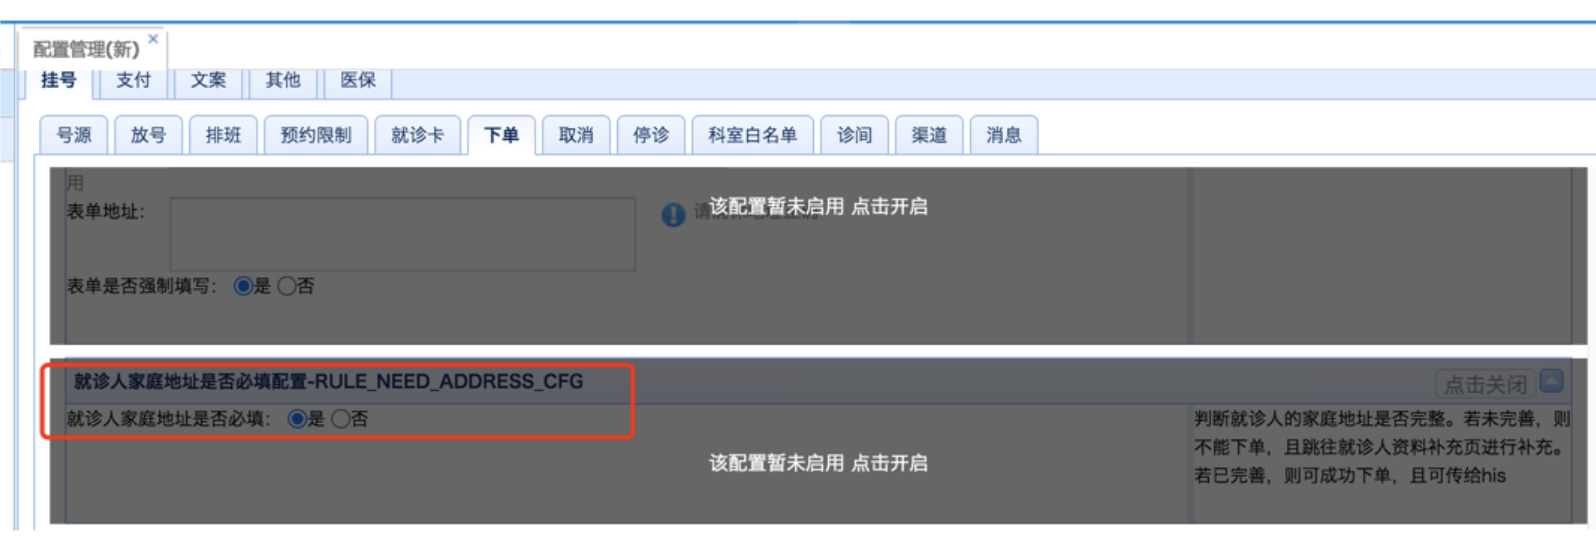 配置管理(新) ×
挂号 支付 文案 其他 医保
号源 放号 排班 预约限制 就诊卡 下单 取消 停诊 科室白名单 诊间 渠道 消息
用
表单地址：
该配置暂未启用 点击开启
表单是否强制填写： 是 否
就诊人家庭地址是否必填配置-RULE_NEED_ADDRESS_CFG
点击关闭
就诊人家庭地址是否必填： 是 否
判断就诊人的家庭地址是否完整。若未完善，则
不能下单，且跳往就诊人资料补充页进行补充。
若已完善，则可成功下单，且可传给his
该配置暂未启用 点击开启